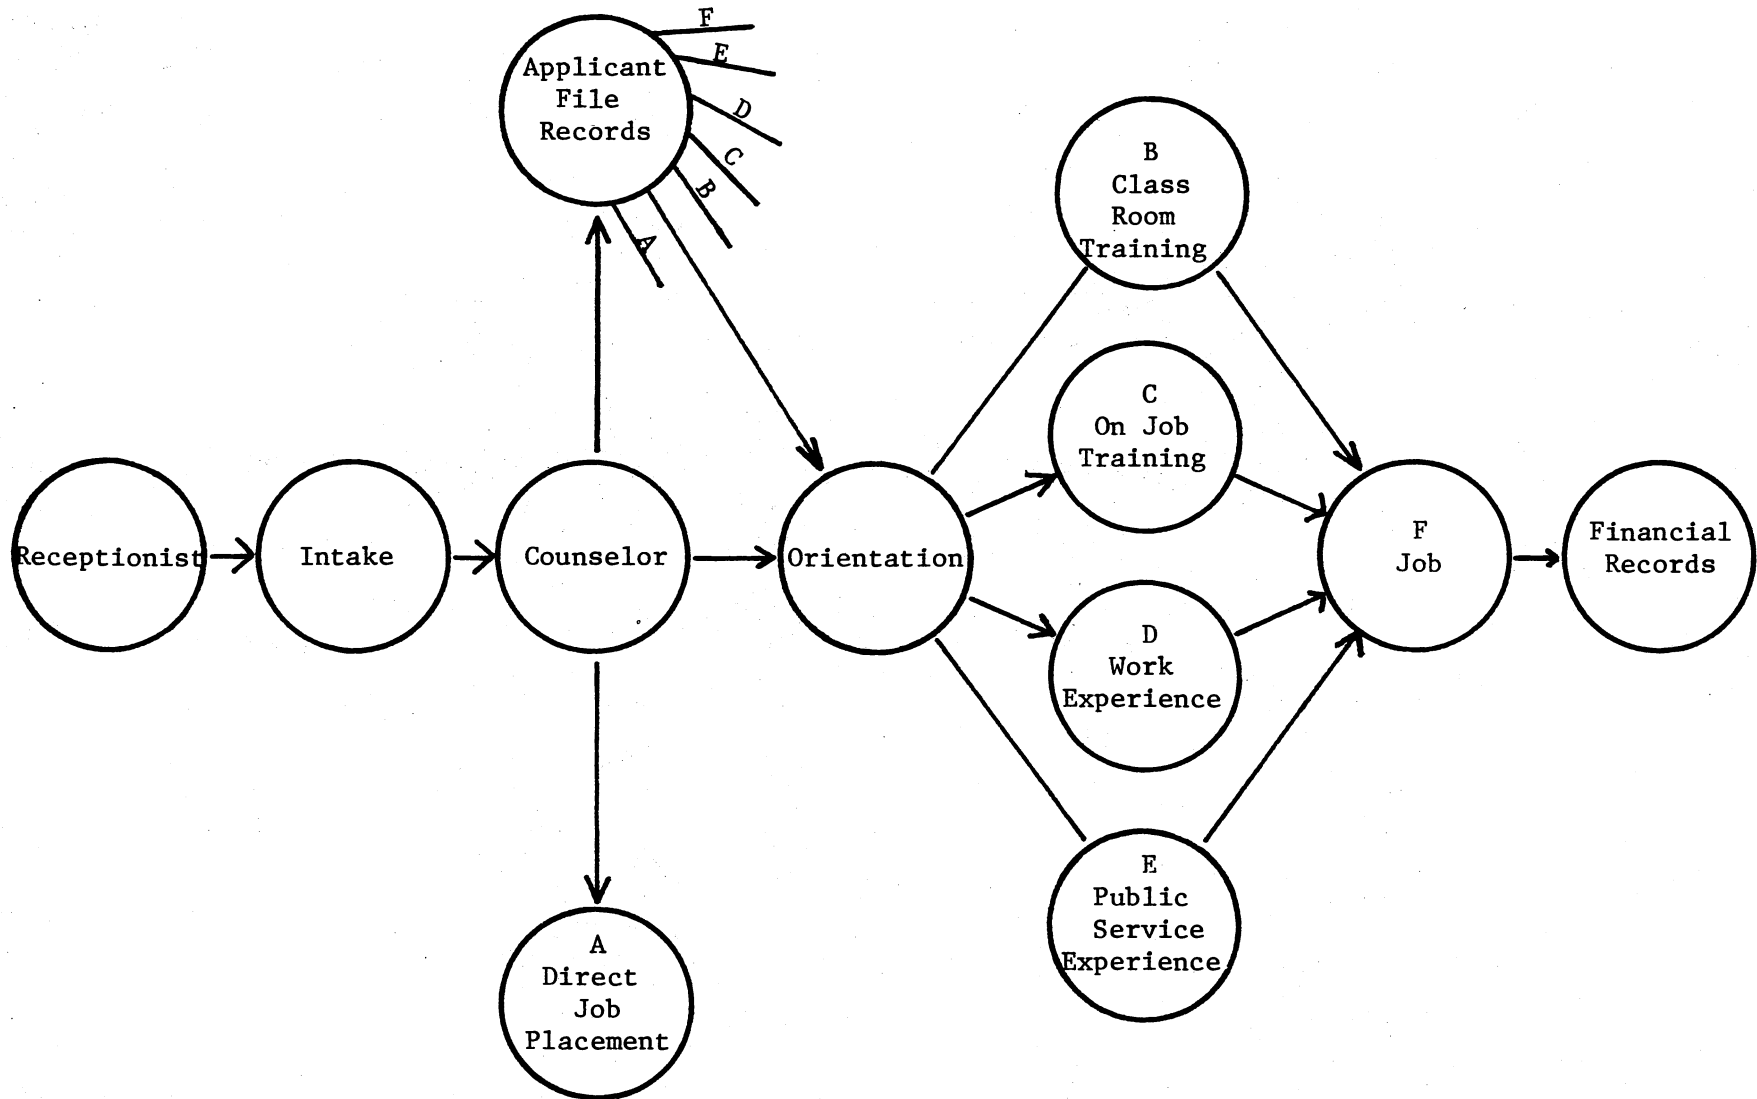 F
E
D
C
B
A
Applicant
File
Records
B
Class
Room
Training
C
On Job
Training
Receptionist
Intake
Counselor
Orientation
F
Job
Financial
Records
D
Work
Experience
E
Public
Service
Experience
A
Direct
Job
Placement